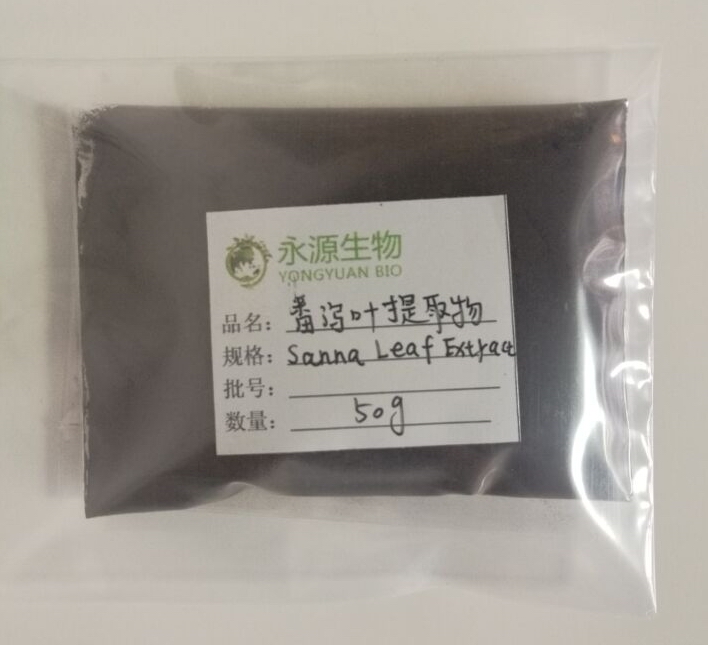 永源生物
YONGYUAN BIO
品名: 番泻叶提取物
规格: Sanna Leaf Extract
批号:
数量: 50g